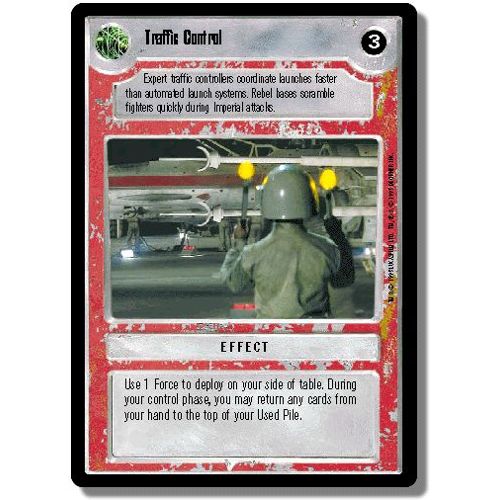 Traffic Control
3
Expert traffic controllers coordinate launches faster
than automated launch systems. Rebel bases scramble
fighters quickly during Imperial attacks.
EFFECT
Use 1 Force to deploy on your side of table. During
your control phase, you may return any cards from
your hand to the top of your Used Pile.